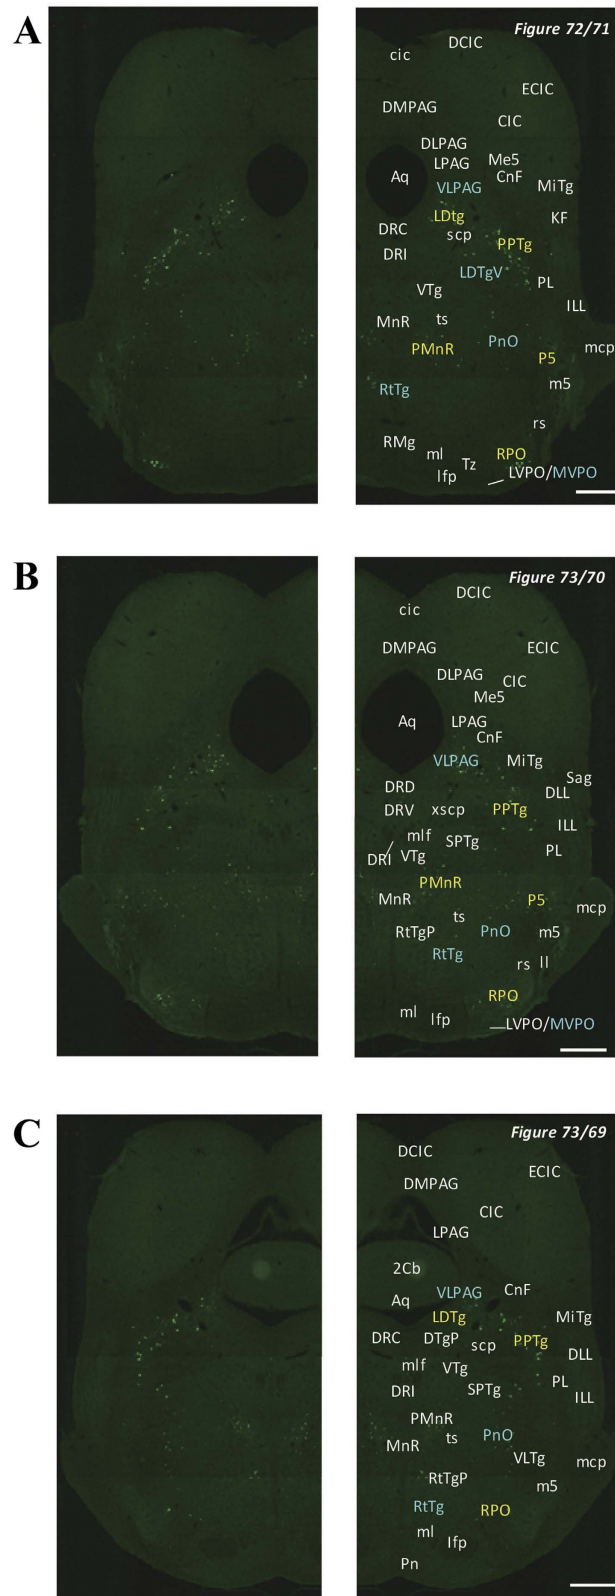 A
Figure 72/71
DCIC
cic
ECIC
DMPAG
CIC
DLPAG
LPAG Me5
Aq CnF
VLPAG MiTg
LDtg KF
DRC scp PPTg
DRI
LDTgV PL
VTg
ILL
MnR ts
PMnR PnO P5 mcp
RtTg m5
rs
RMg ml RPO
lfp Tz LVPO/MVPO
B
Figure 73/70
DCIC
cic
DMPAG ECIC
DLPAG CIC
Me5
Aq LPAG
CnF
VLPAG MiTg
Sag
DRD DLL
DRV xscp PPTg
ILL
mlf SPTg
DRI VTg PL
PMnR
MnR P5 mcp
ts
RtTgP PnO m5
RtTg rs ll
RPO
ml lfp LVPO/MVPO
C
Figure 73/69
DCIC
ECIC
DMPAG
CIC
LPAG
2Cb
VLPAG CnF
Aq
LDTg MiTg
DRC DTgP scp PPTg
DLL
mlf VTg
DRI SPTg PL
ILL
PMnR
MnR ts PnO
VLTg mcp
RtTgP m5
RtTg RPO
ml
lfp
Pn